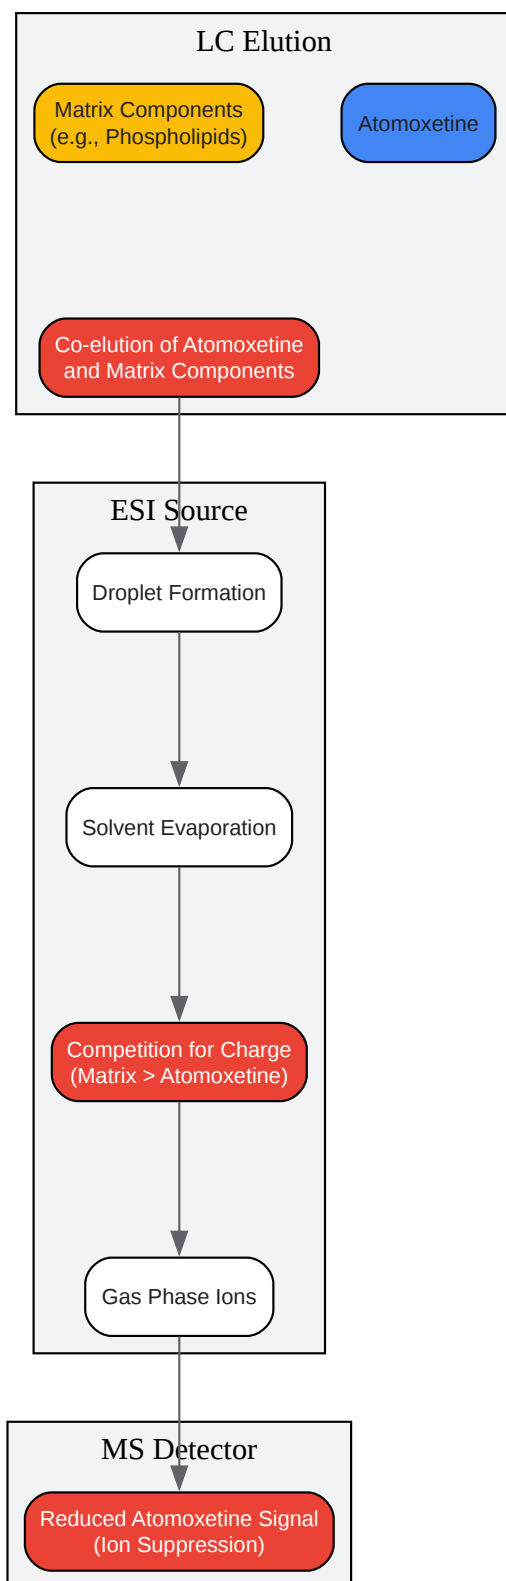 LC Elution
Matrix Components
(e.g., Phospholipids)
Atomoxetine
Co-elution of Atomoxetine
and Matrix Components
ESI Source
Droplet Formation
Solvent Evaporation
Competition for Charge
(Matrix > Atomoxetine)
Gas Phase Ions
MS Detector
Reduced Atomoxetine Signal
(Ion Suppression)